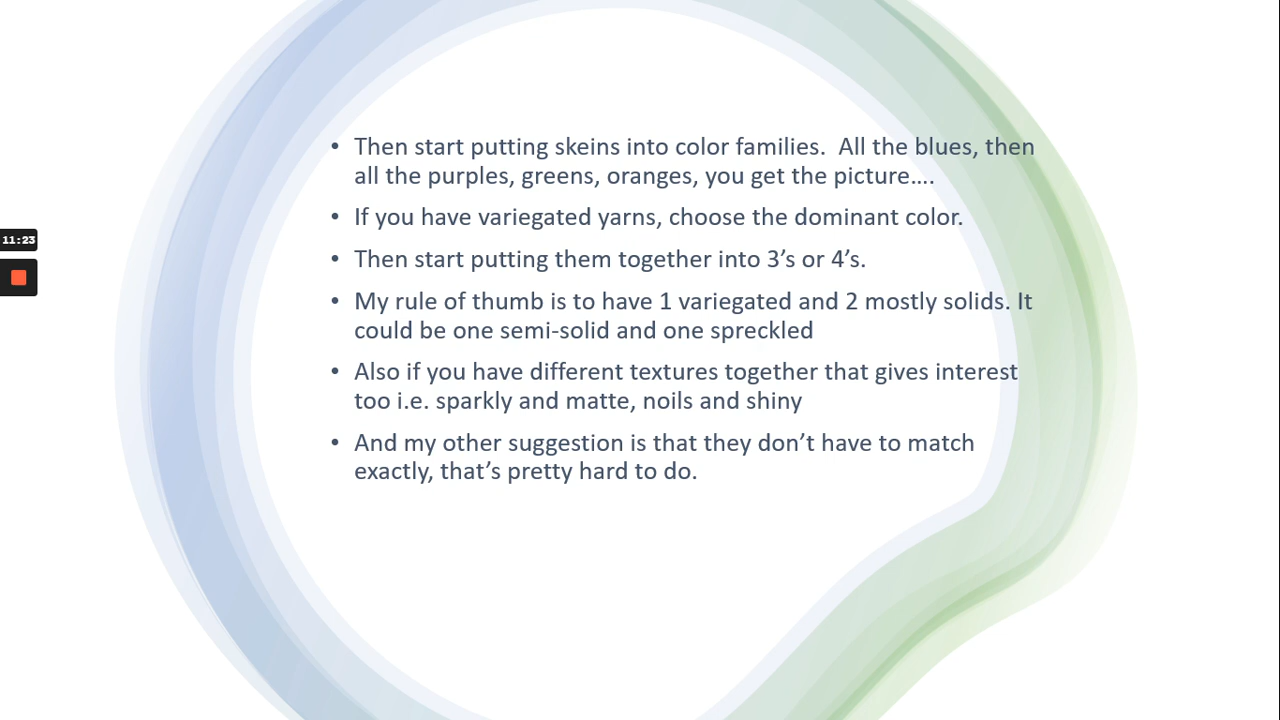 • Then start putting skeins into color families.  All the blues, then
all the purples, greens, oranges, you get the picture….
• If you have variegated yarns, choose the dominant color.
• Then start putting them together into 3’s or 4’s.
• My rule of thumb is to have 1 variegated and 2 mostly solids. It
could be one semi-solid and one spreckled
• Also if you have different textures together that gives interest
too i.e. sparkly and matte, noils and shiny
• And my other suggestion is that they don’t have to match
exactly, that’s pretty hard to do.
11:23